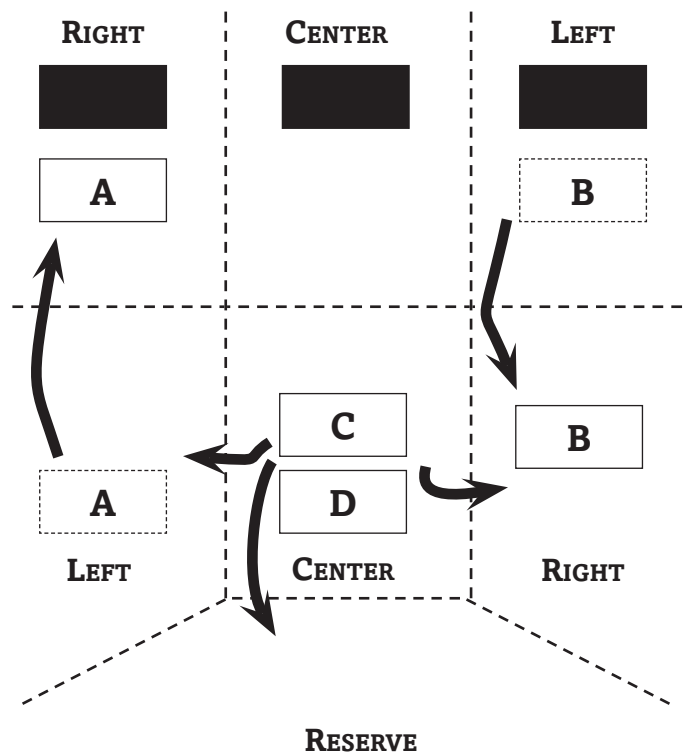 RIGHT CENTER LEFT
A B
C
B
A D
LEFT CENTER RIGHT
RESERVE